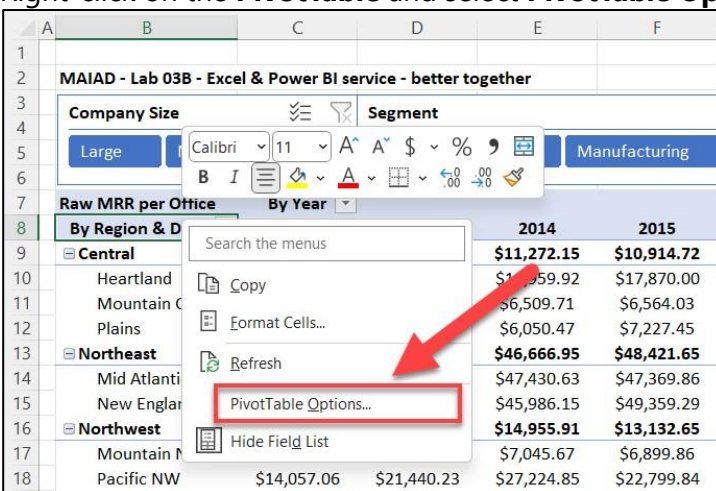 PivotTable and select
A B C D E F
1
2 MAIAD - Lab 03B - Excel & Power BI service - better together
3 Company Size Segment
4
5 Large Manufacturing
Calibri 11 A^ A˅ $ % 9
6
B I A .00 .00
7 Raw MRR per Office By Year
8 By Region & D 2014 2015
Search the menus
9 Central $11,272.15 $10,914.72
Copy
10 Heartland $17,870.00
11 Mountain $6,509.71 $6,564.03
Format Cells...
12 Plains $6,050.47 $7,227.45
13 Northeast $46,666.95 $48,421.65
Refresh
14 Mid Atlanti $47,430.63 $47,369.86
15 New Englan $45,986.15 $49,359.29
PivotTable Options...
16 Northwest $14,955.91 $13,132.65
Hide Field List
17 Mountain $7,045.67 $6,899.86
18 Pacific NW $14,057.06 $21,440.23 $27,224.85 $22,799.84